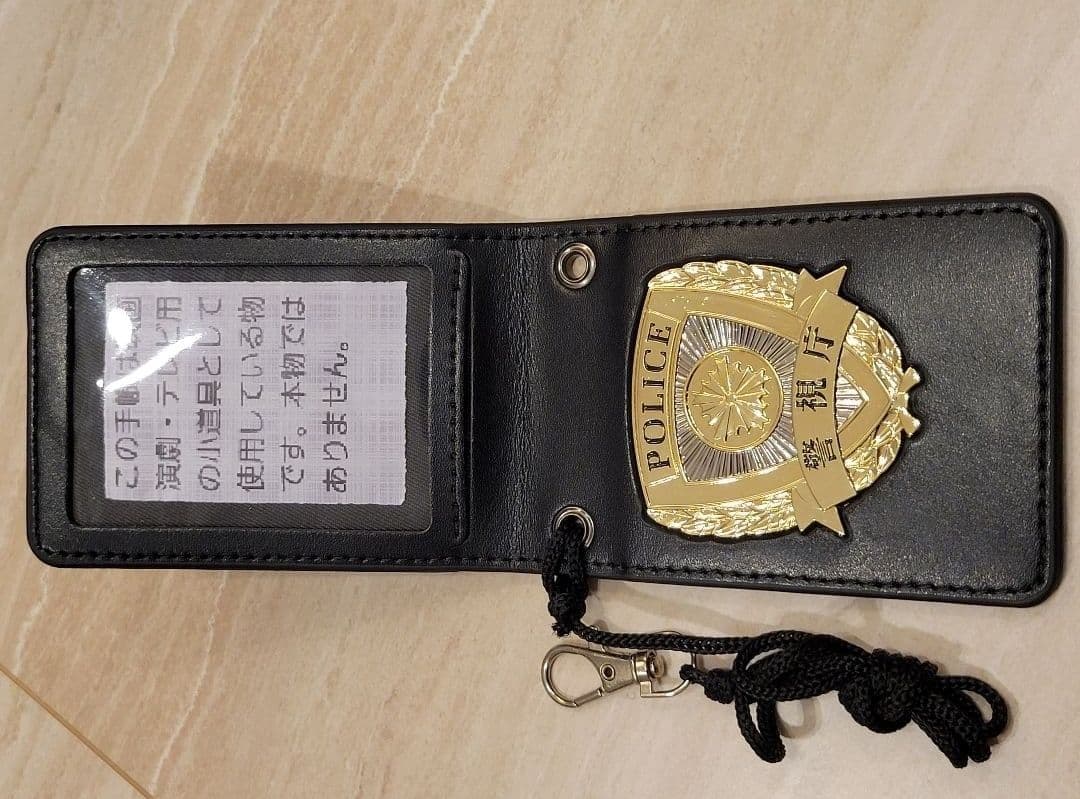 この手帳は映画
演劇・テレビ用
の小道具として
使用している物
です。本物では
ありません。
POLICE
警視庁